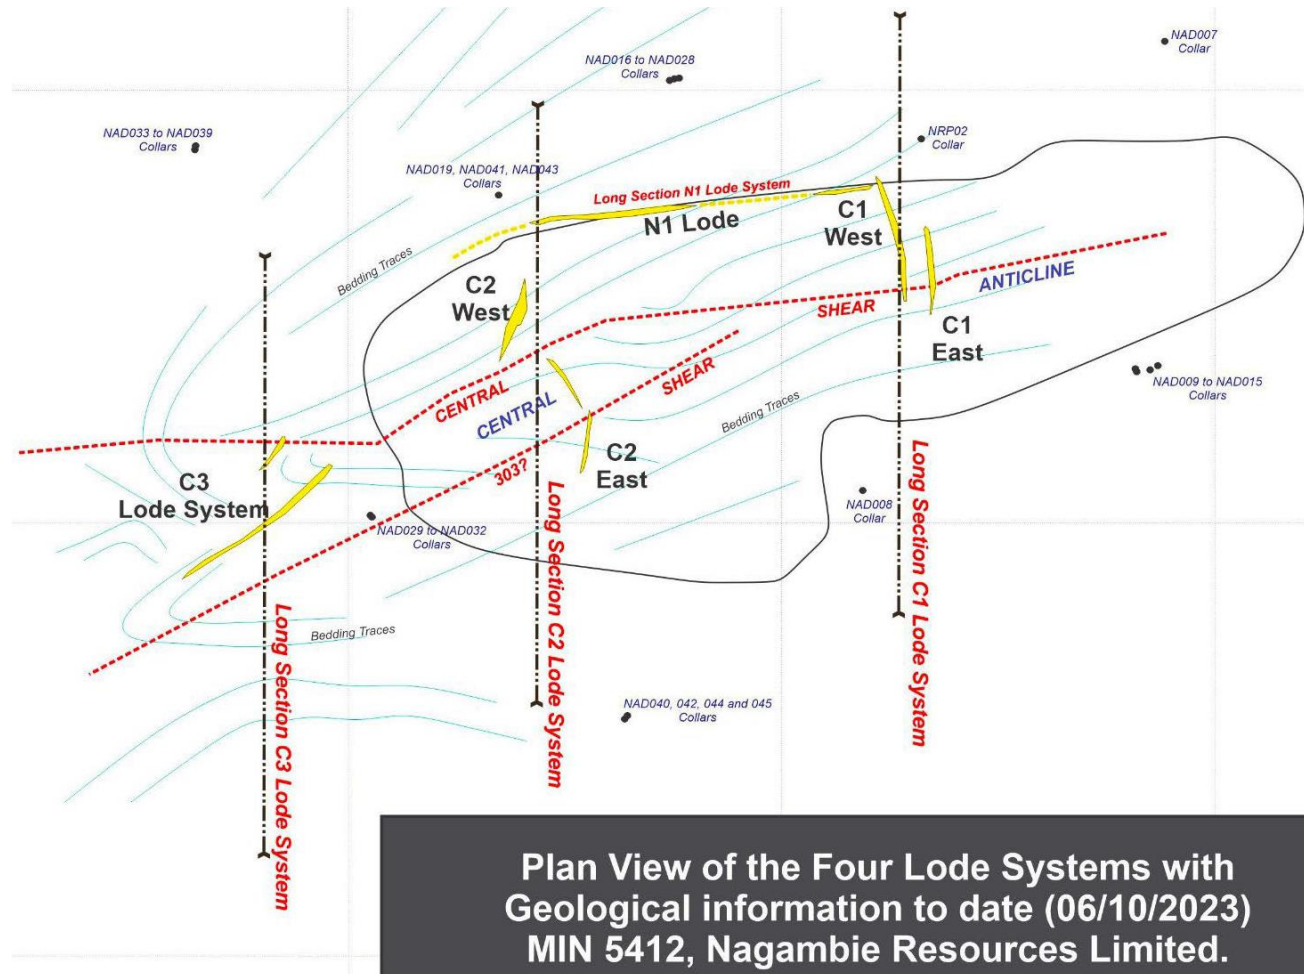 NAD007
Collar
NAD016 to NAD028
Collars
NAD033 to NAD039
Collars
NRP02
Collar
NAD019, NAD041, NAD043
Collars
Long Section N1 Lode System
N1 Lode
C1
West
Bedding Traces
C2
West
ANTICLINE
SHEAR
C1
East
SHEAR
CENTRAL
CENTRAL
NAD009 to NAD015
Collars
Bedding Traces
C2
East
303?
C3
Lode System
NAD008
Collar
NAD029 to NAD032
Collars
Long Section C2 Lode System
Long Section C1 Lode System
Long Section C3 Lode System
Bedding Traces
NAD040, 042, 044 and 045
Collars
Plan View of the Four Lode Systems with
Geological information to date (06/10/2023)
MIN 5412, Nagambie Resources Limited.